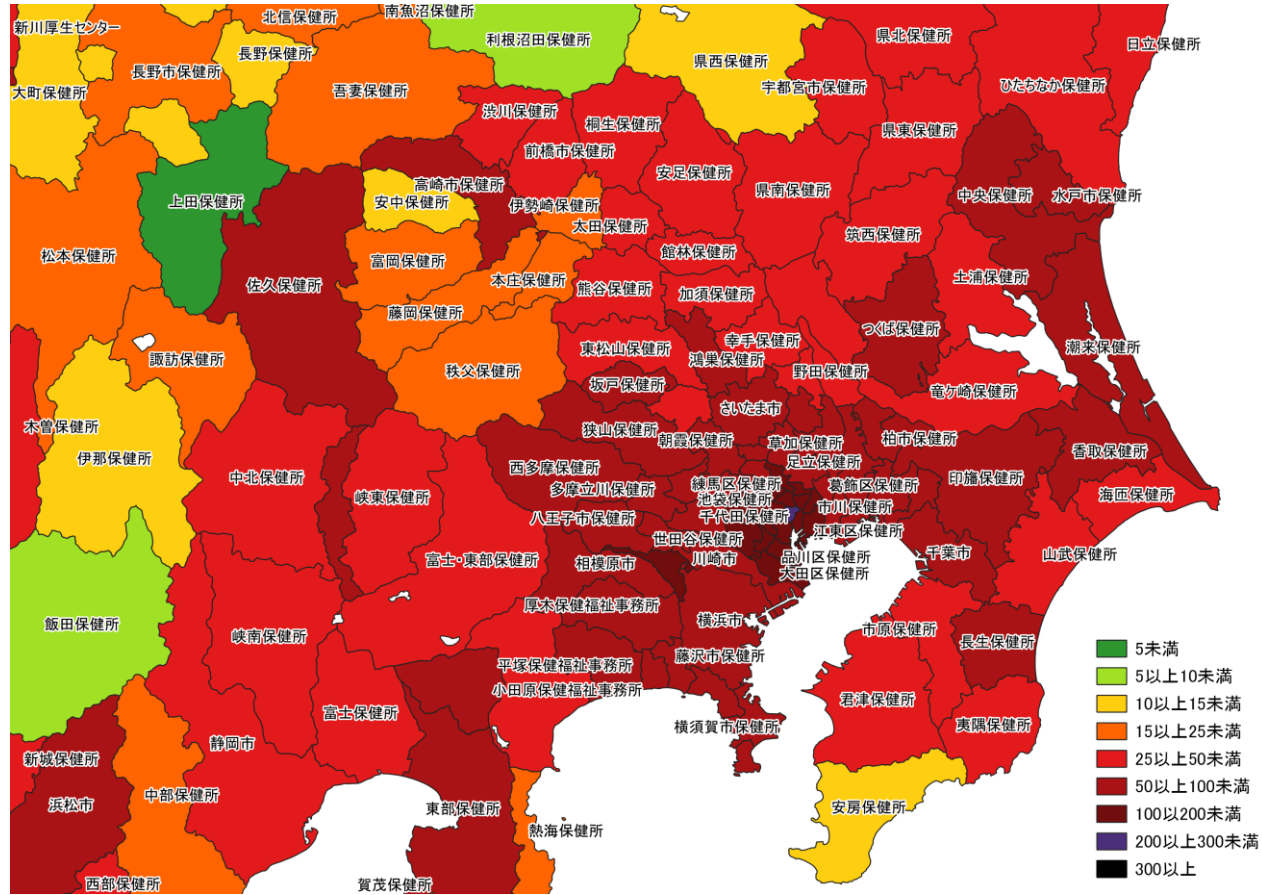 南魚沼保健所
北信保健所
新川厚生センター
県北保健所
利根沼田保健所
日立保健所
長野保健所
県西保健所
長野市保健所
大町保健所
吾妻保健所
宇都宮市保健所
ひたちなか保健所
渋川保健所
桐生保健所
県東保健所
前橋市保健所
安足保健所
高崎市保健所
県南保健所
中央保健所
水戸市保健所
上田保健所
安中保健所
伊勢崎保健所
太田保健所
筑西保健所
松本保健所
館林保健所
富岡保健所
土浦保健所
本庄保健所
佐久保健所
熊谷保健所
加須保健所
藤岡保健所
つくば保健所
幸手保健所
諏訪保健所
東松山保健所
鴻巣保健所
潮来保健所
秩父保健所
野田保健所
坂戸保健所
竜ケ崎保健所
さいたま市
木曽保健所
狭山保健所
朝霞保健所
草加保健所
柏市保健所
伊那保健所
香取保健所
足立保健所
西多摩保健所
中北保健所
練馬区保健所
葛飾区保健所
印旛保健所
多摩立川保健所
峡東保健所
池袋保健所
海匝保健所
市川保健所
八王子市保健所
千代田保健所
江東区保健所
世田谷保健所
千葉市
山武保健所
富士・東部保健所
相模原市
川崎市
品川区保健所
大田区保健所
厚木保健福祉事務所
飯田保健所
横浜市
峡南保健所
市原保健所
長生保健所
藤沢市保健所
平塚保健福祉事務所
小田原保健福祉事務所
君津保健所
富士保健所
夷隅保健所
横須賀市保健所
静岡市
新城保健所
中部保健所
浜松市
東部保健所
安房保健所
熱海保健所
西部保健所
賀茂保健所
5未満
5以上10未満
10以上15未満
15以上25未満
25以上50未満
50以上100未満
100以200未満
200以上300未満
300以上